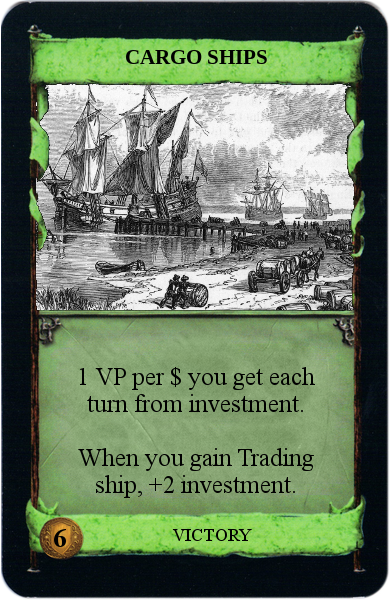 CARGO SHIPS
1 VP per $ you get each
turn from investment.
When you gain Trading
ship, +2 investment.
6
VICTORY